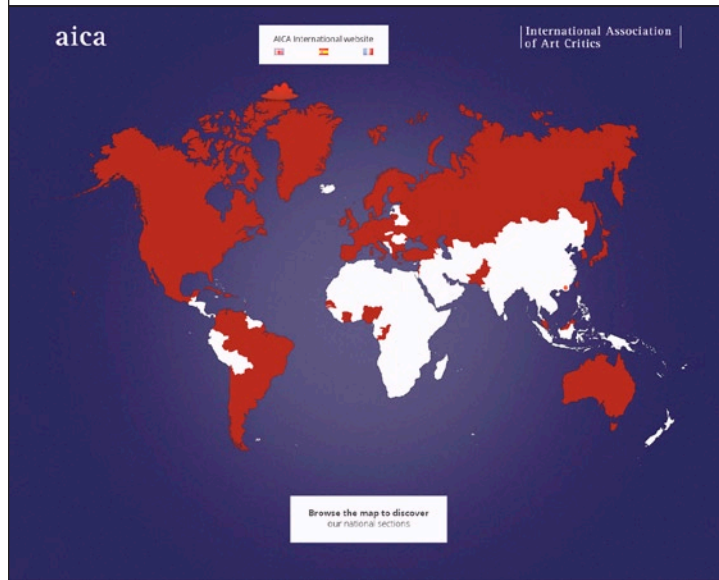 aica
AICA International website
International Association
of Art Critics
Browse the map to discover
our national sections